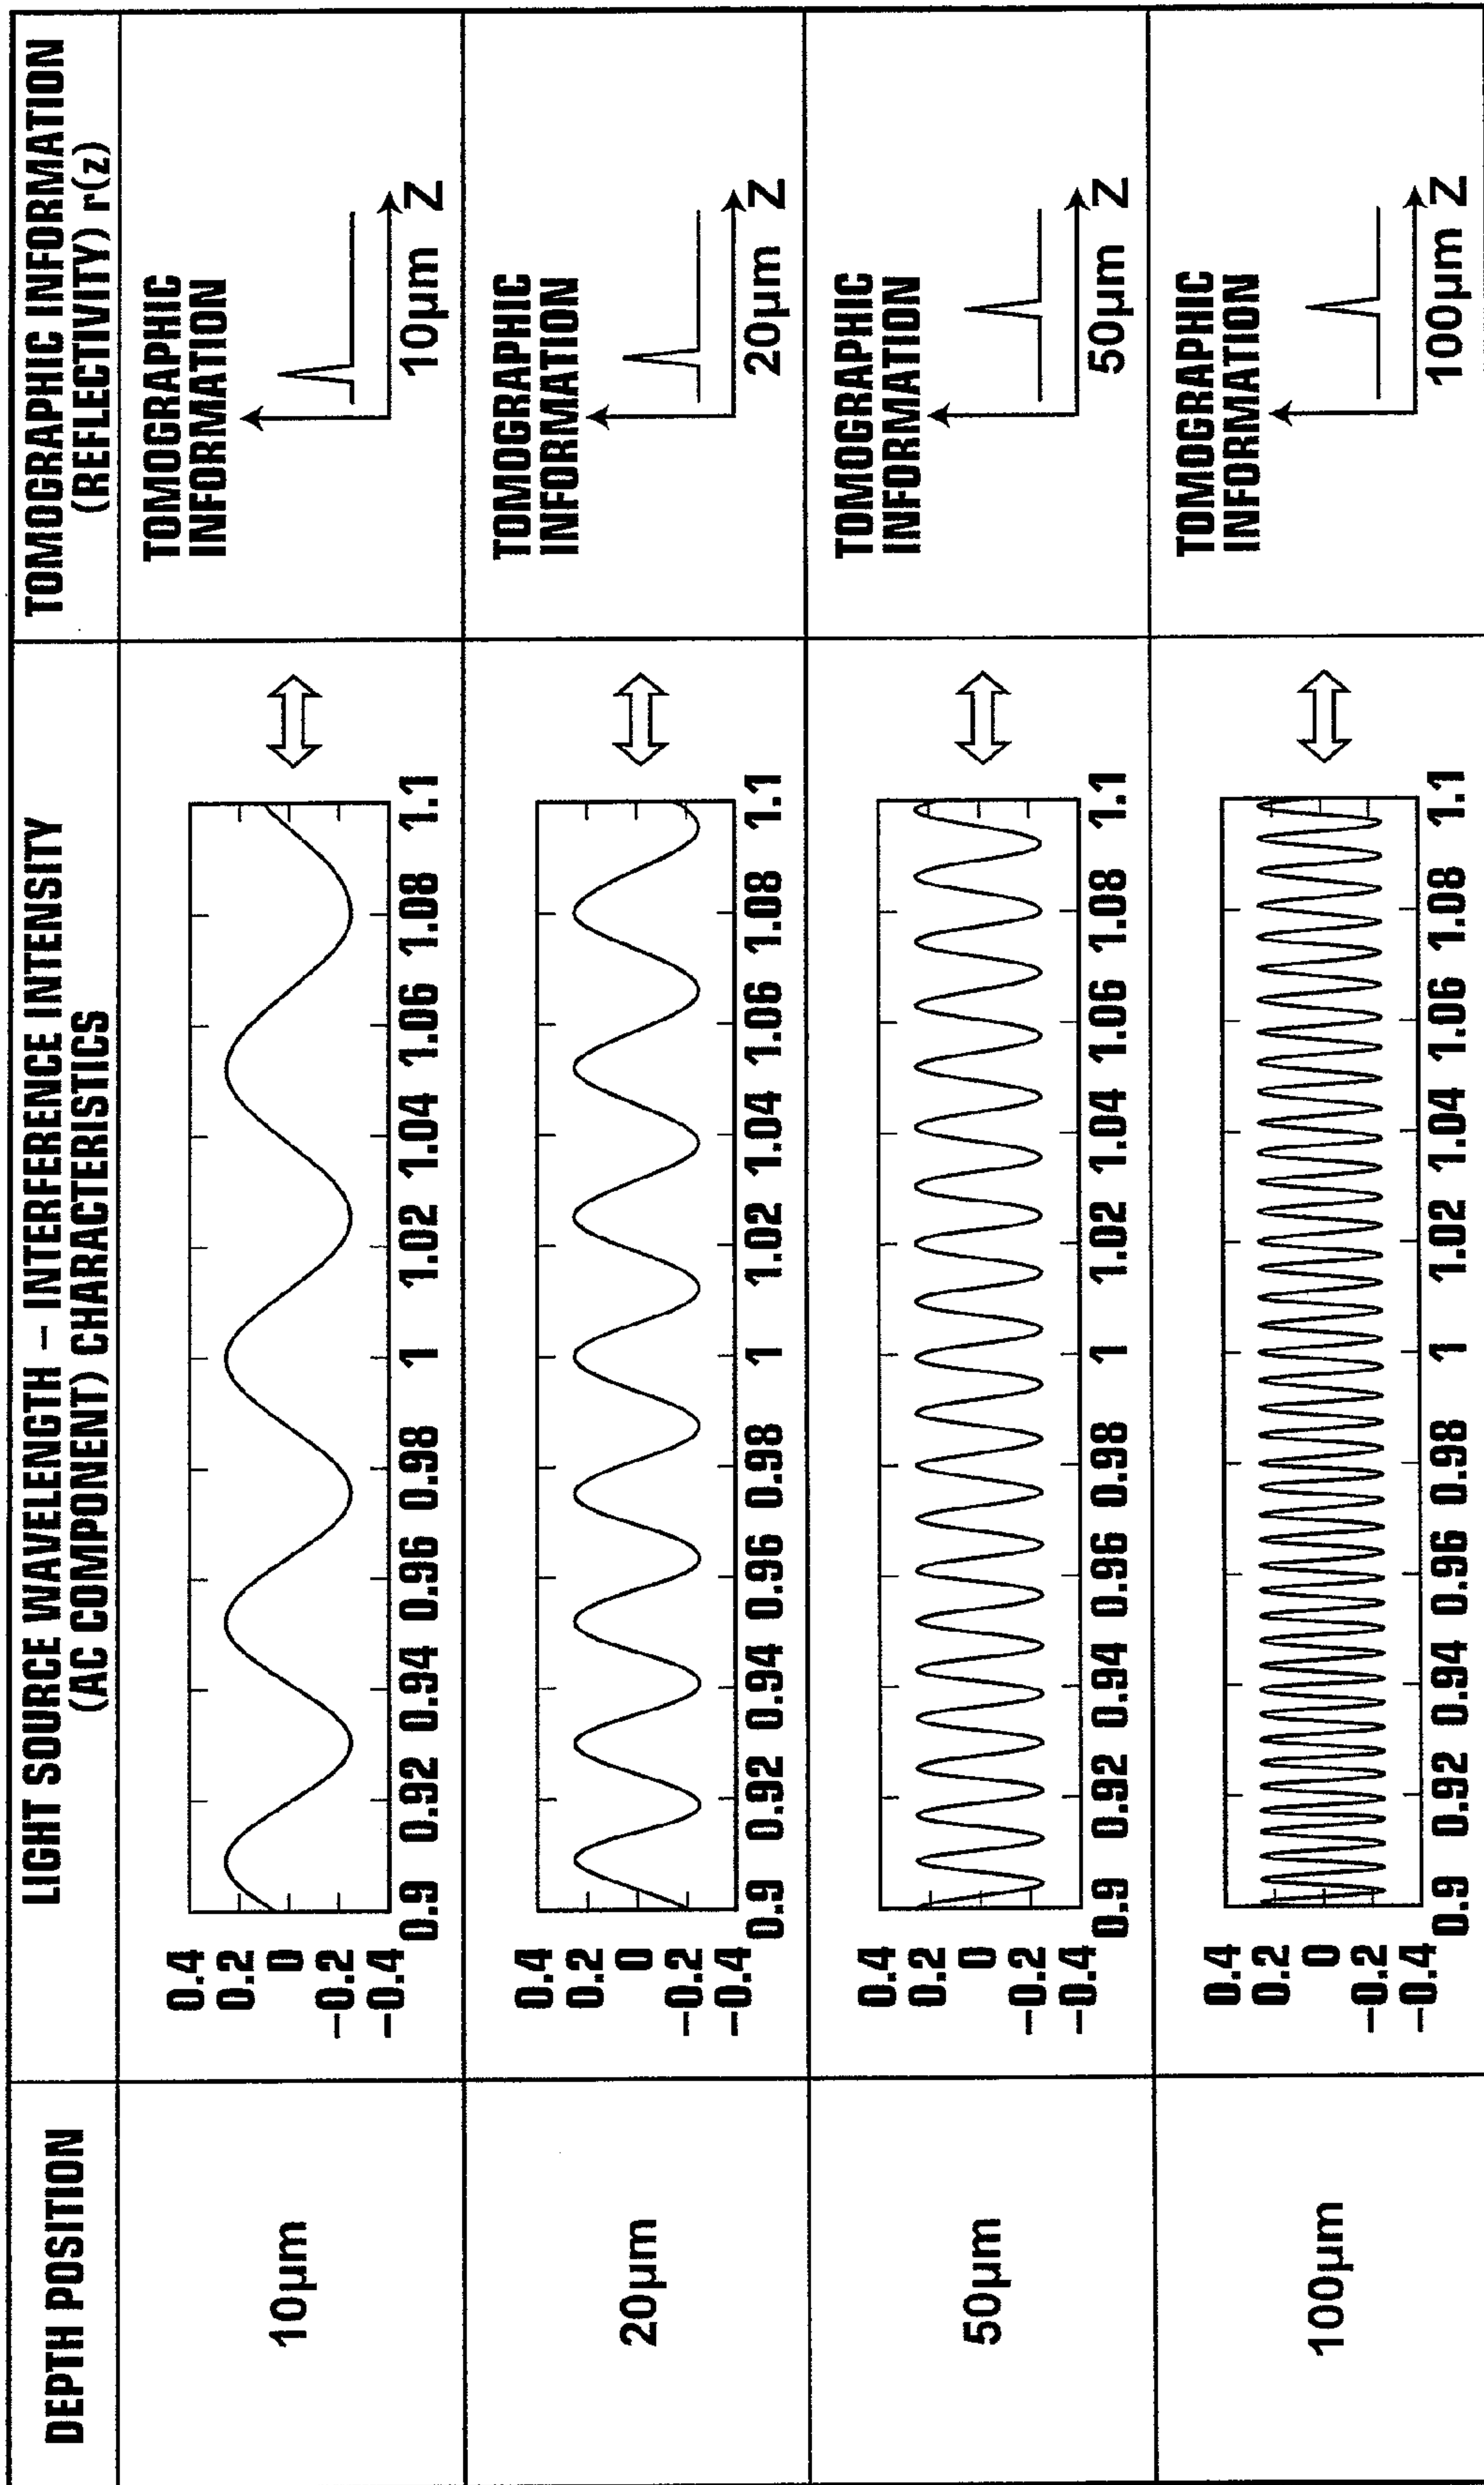 DEPTH POSITION
LIGHT SOURCE WAVELENGTH – INTERFERENCE INTENSITY
(AC COMPONENT) CHARACTERISTICS
TOMOGRAPHIC INFORMATION
(REFLECTIVITY) r(z)
10μm
0.4
0.2
0
-0.2
-0.4
0.9 0.92 0.94 0.96 0.98 1 1.02 1.04 1.06 1.08 1.1
TOMOGRAPHIC
INFORMATION
10μm Z
20μm
0.4
0.2
0
-0.2
-0.4
0.9 0.92 0.94 0.96 0.98 1 1.02 1.04 1.06 1.08 1.1
TOMOGRAPHIC
INFORMATION
20μm Z
50μm
0.4
0.2
0
-0.2
-0.4
0.9 0.92 0.94 0.96 0.98 1 1.02 1.04 1.06 1.08 1.1
TOMOGRAPHIC
INFORMATION
50μm Z
100μm
0.4
0.2
0
-0.2
-0.4
0.9 0.92 0.94 0.96 0.98 1 1.02 1.04 1.06 1.08 1.1
TOMOGRAPHIC
INFORMATION
100μm Z